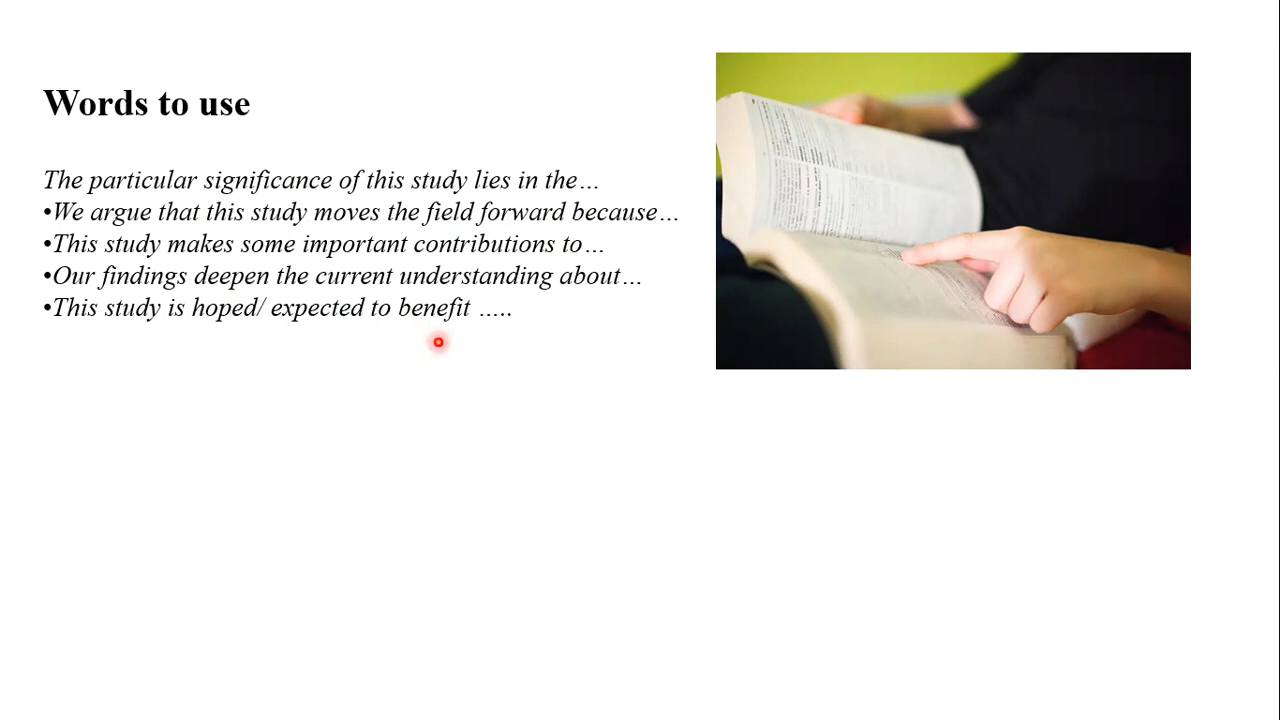 Words to use
The particular significance of this study lies in the…
•We argue that this study moves the field forward because…
•This study makes some important contributions to…
•Our findings deepen the current understanding about…
•This study is hoped/ expected to benefit …..